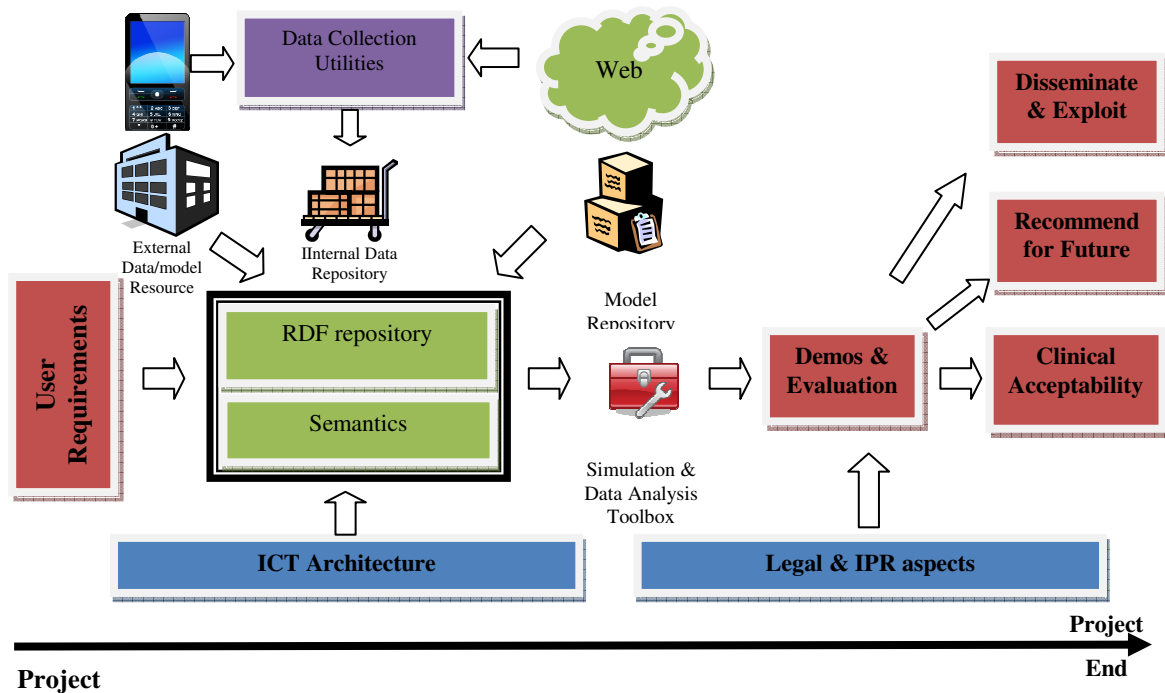 Data Collection
Utilities
Web
Disseminate
& Exploit
Recommend
for Future
External
Data/model
Resource
IInternal Data
Repository
User
Requirements
RDF repository
Semantics
Model
Repository
Demos &
Evaluation
Clinical
Acceptability
Simulation &
Data Analysis
Toolbox
ICT Architecture
Legal & IPR aspects
Project
End
Project